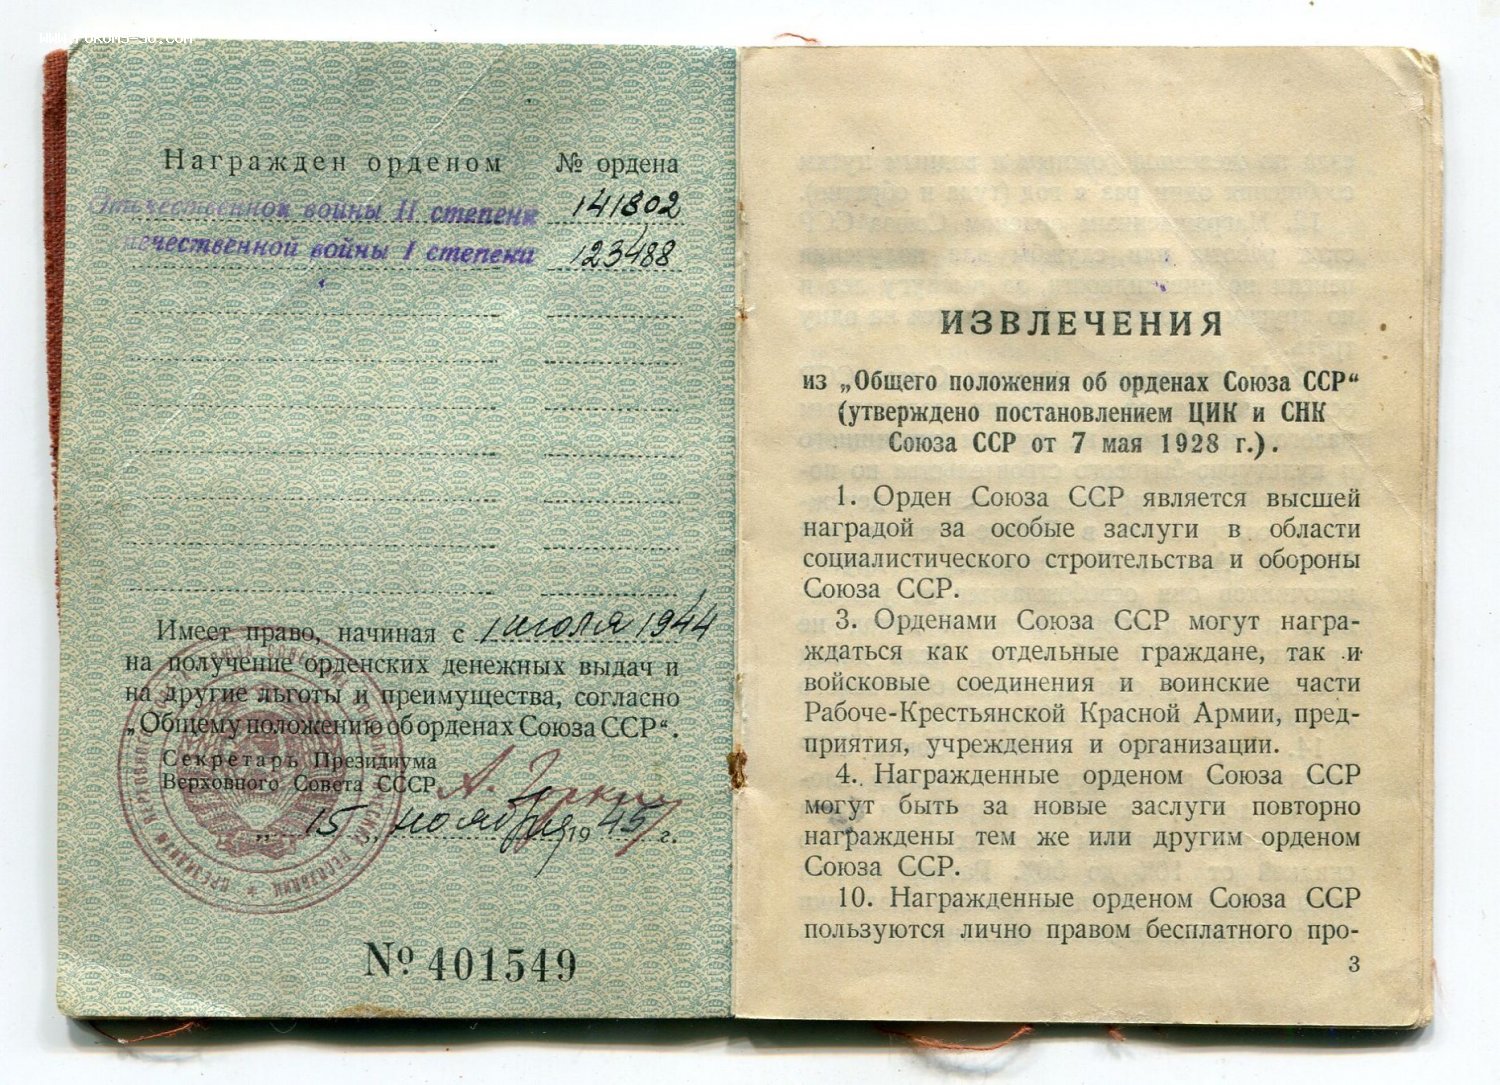 Награжден орденом № ордена
Отечественной войны II степени 141802
ечественной войны I степени 123488
Имеет право, начиная с 1 июля 1944
на получение орденских денежных выдач и
на другие льготы и преимущества, согласно
„Общему положению об орденах Союза ССР“.
Секретарь Президиума
Верховного Совета СССР А. Горкин
„ 15 „ ноября 19 45 г.
№ 401549
ИЗВЛЕЧЕНИЯ
из „Общего положения об орденах Союза ССР“
(утверждено постановлением ЦИК и СНК
Союза ССР от 7 мая 1928 г.).
1. Орден Союза ССР является высшей
наградой за особые заслуги в области
социалистического строительства и обороны
Союза ССР.
3. Орденами Союза ССР могут награ-
ждаться как отдельные граждане, так и
войсковые соединения и воинские части
Рабоче-Крестьянской Красной Армии, пред-
приятия, учреждения и организации.
4. Награжденные орденом Союза ССР
могут быть за новые заслуги повторно
награждены тем же или другим орденом
Союза ССР.
10. Награжденные орденом Союза ССР
пользуются лично правом бесплатного про-
3